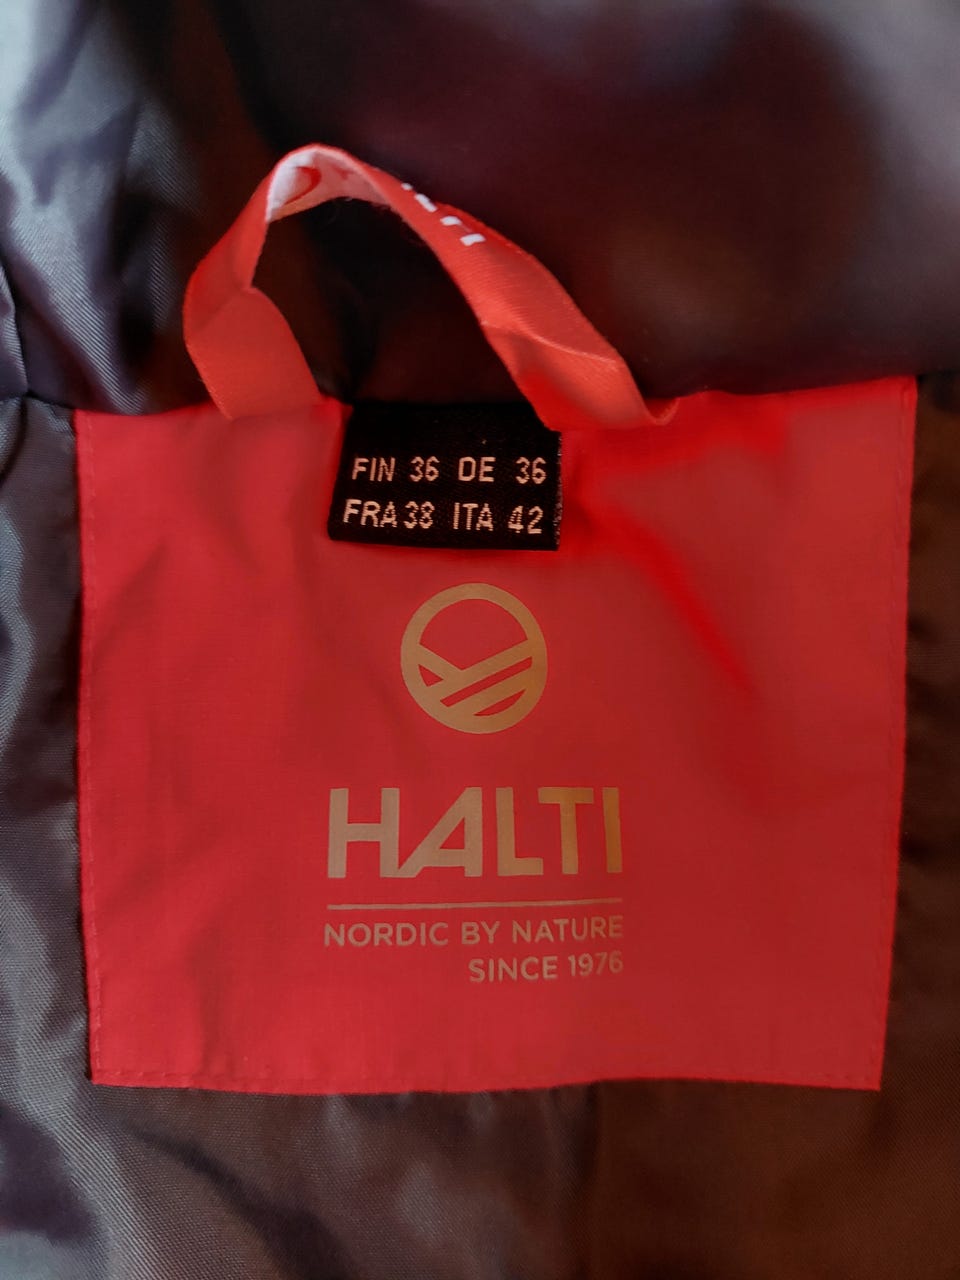 FIN 36 DE 36
FRA 38 ITA 42
HALTI
NORDIC BY NATURE
SINCE 1976